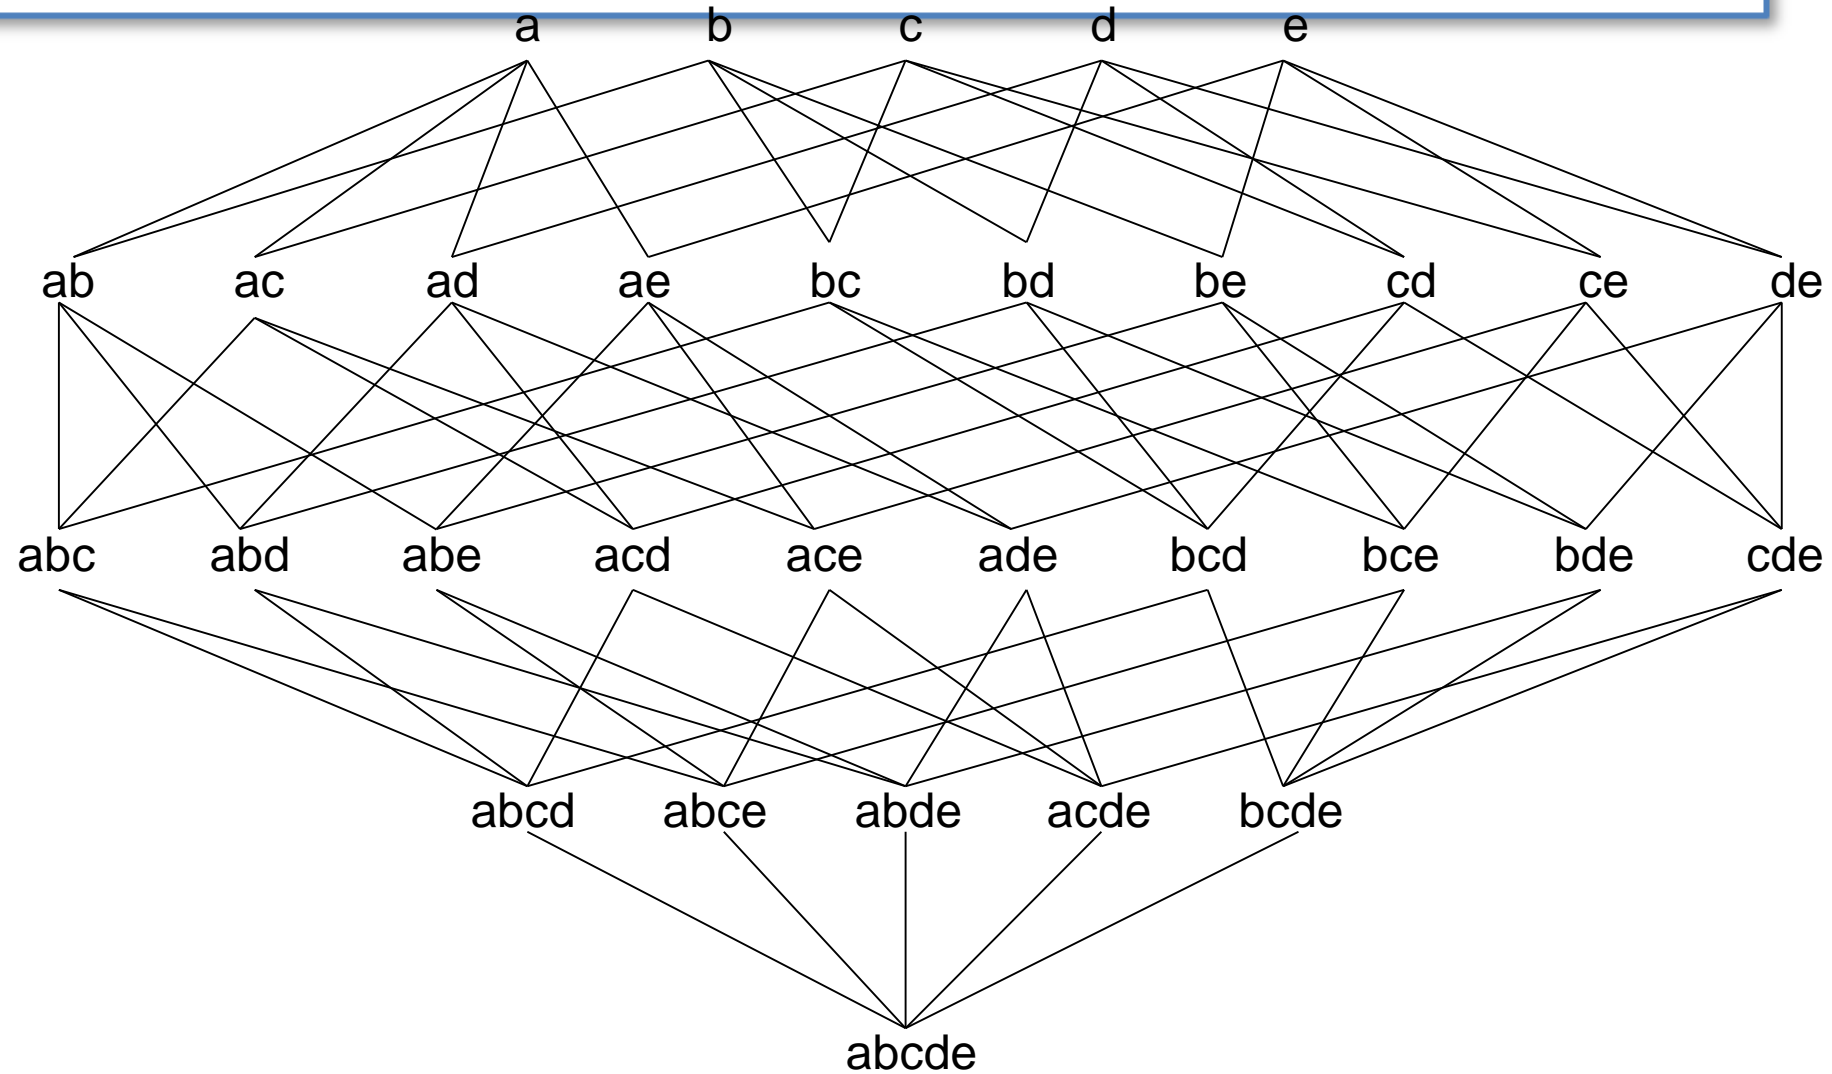 a b c d e
ab ac ad ae bc bd be cd ce de
abc abd abe acd ace ade bcd bce bde cde
abcd abce abde acde bcde
abcde